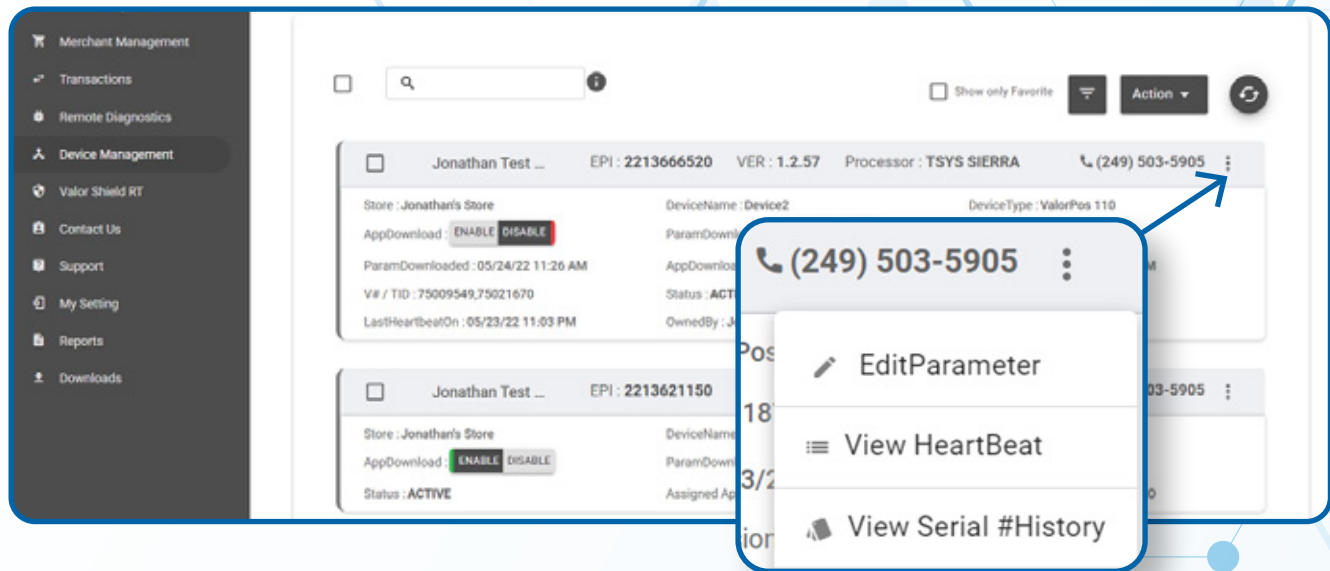 Merchant Management
Transactions
Remote Diagnostics
Device Management
Valor Shield RT
Contact Us
Support
My Setting
Reports
Downloads
Show only Favorite
Action
Jonathan Test ... EPI : 2213666520 VER : 1.2.57 Processor : TSYS SIERRA (249) 503-5905
Store : Jonathan's Store DeviceName : Device2 DeviceType : ValorPos 110
AppDownload : ENABLE DISABLE
ParamDownloaded : 05/24/22 11:26 AM
V# / TID : 75009549,75021670 Status :
LastHeartbeatOn : 05/23/22 11:03 PM OwnedBy :
Jonathan Test ... EPI : 2213621150 03-5905
Store : Jonathan's Store
AppDownload : ENABLE DISABLE
Status : ACTIVE Assigned
(249) 503-5905
EditParameter
View HeartBeat
View Serial #History